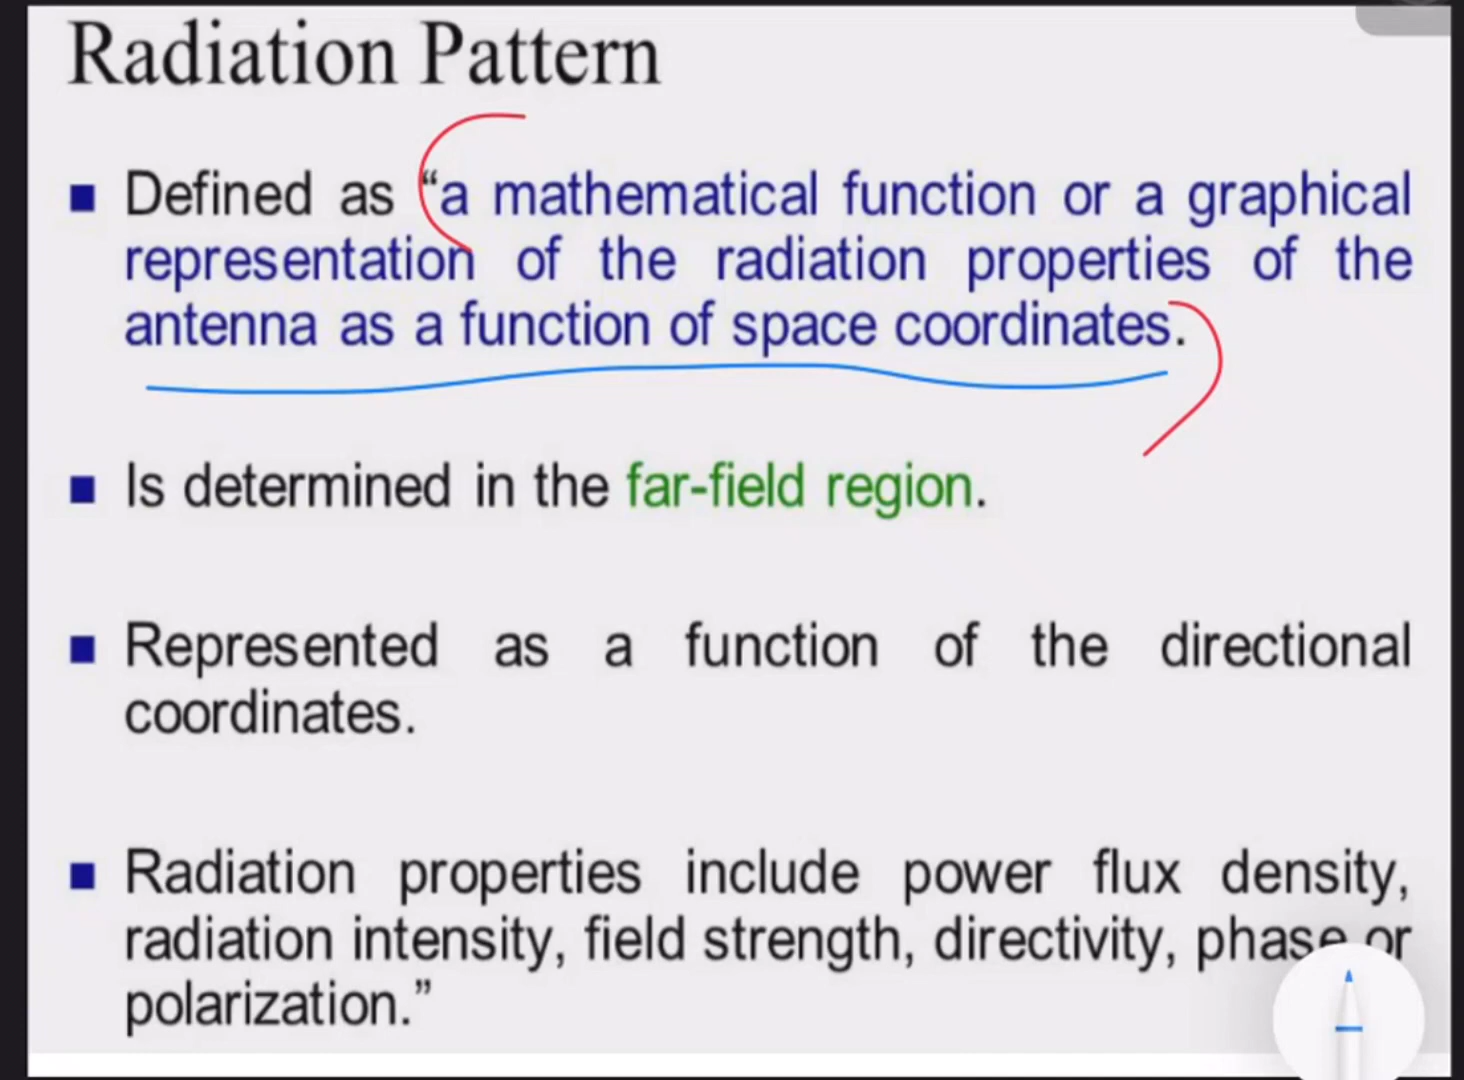 Radiation Pattern
■ Defined as “a mathematical function or a graphical
representation of the radiation properties of the
antenna as a function of space coordinates.
■ Is determined in the far-field region.
■ Represented as a function of the directional
coordinates.
■ Radiation properties include power flux density,
radiation intensity, field strength, directivity, phase or
polarization.”